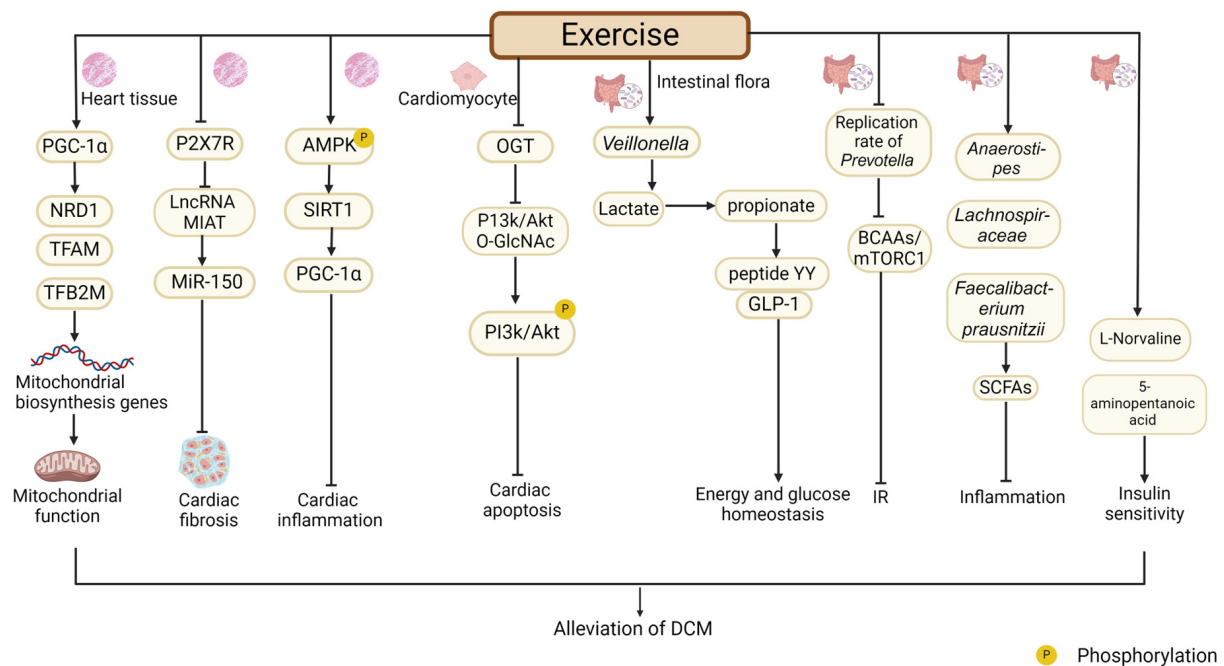 Exercise
Heart tissue
Cardiomyocyte
Intestinal flora
PGC-1α
NRD1
TFAM
TFB2M
Mitochondrial
biosynthesis genes
Mitochondrial
function
P2X7R
LncRNA
MIAT
MiR-150
Cardiac
fibrosis
AMPK
P
SIRT1
PGC-1α
Cardiac
inflammation
OGT
P13k/Akt
O-GlcNAc
P
PI3k/Akt
Cardiac
apoptosis
Veillonella
Lactate
propionate
peptide YY
GLP-1
Energy and glucose
homeostasis
Replication
rate of
Prevotella
BCAAs/
mTORC1
IR
Anaerosti-
pes
Lachnospir-
aceae
Faecalibact-
erium
prausnitzii
SCFAs
Inflammation
L-Norvaline
5-
aminopentanoic
acid
Insulin
sensitivity
Alleviation of DCM
P Phosphorylation